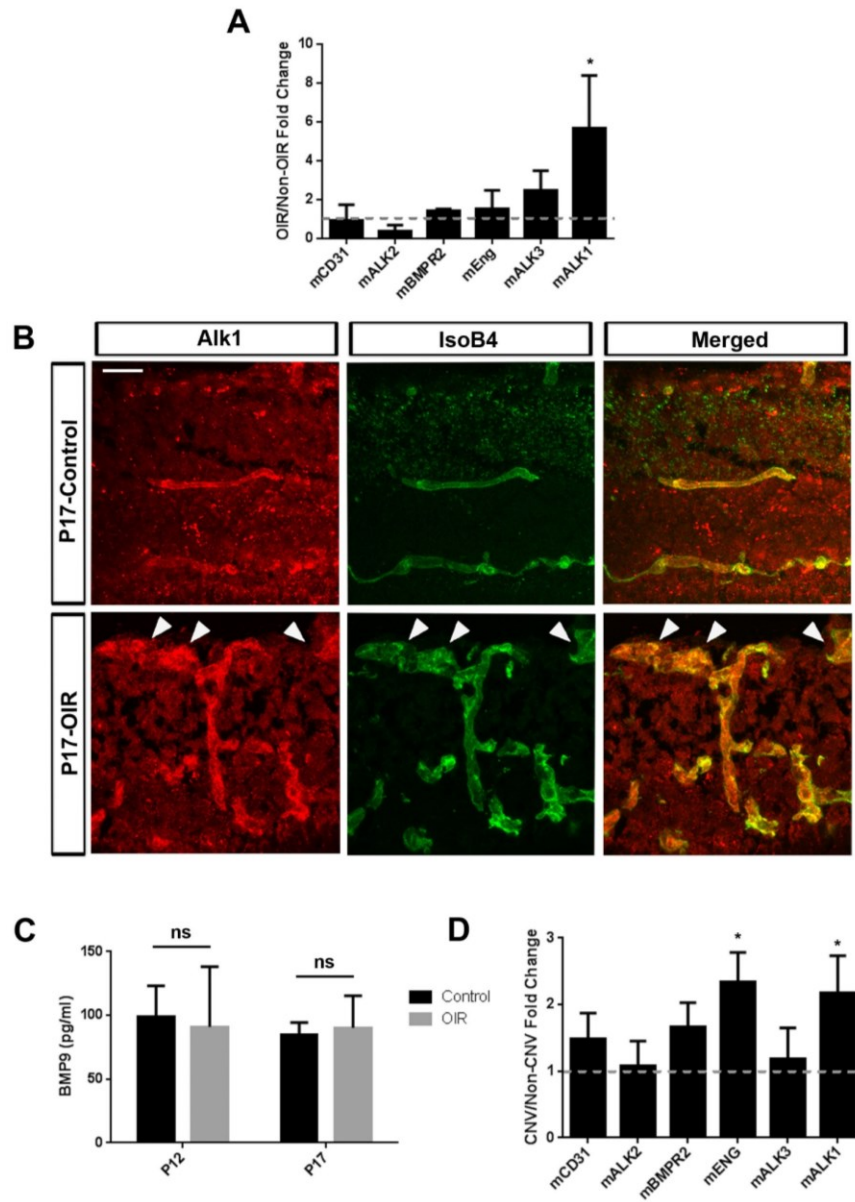 A
OIR/Non-OIR Fold Change
10
8
6
4
2
0
*
mCD31
mALK2
mBMPR2
mEng
mALK3
mALK1
B
Alk1
IsoB4
Merged
P17-Control
P17-OIR
C
BMP9 (pg/ml)
150
100
50
0
ns
ns
P12
P17
Control
OIR
D
CNV/Non-CNV Fold Change
3
2
1
0
*
*
mCD31
mALK2
mBMPR2
mENG
mALK3
mALK1